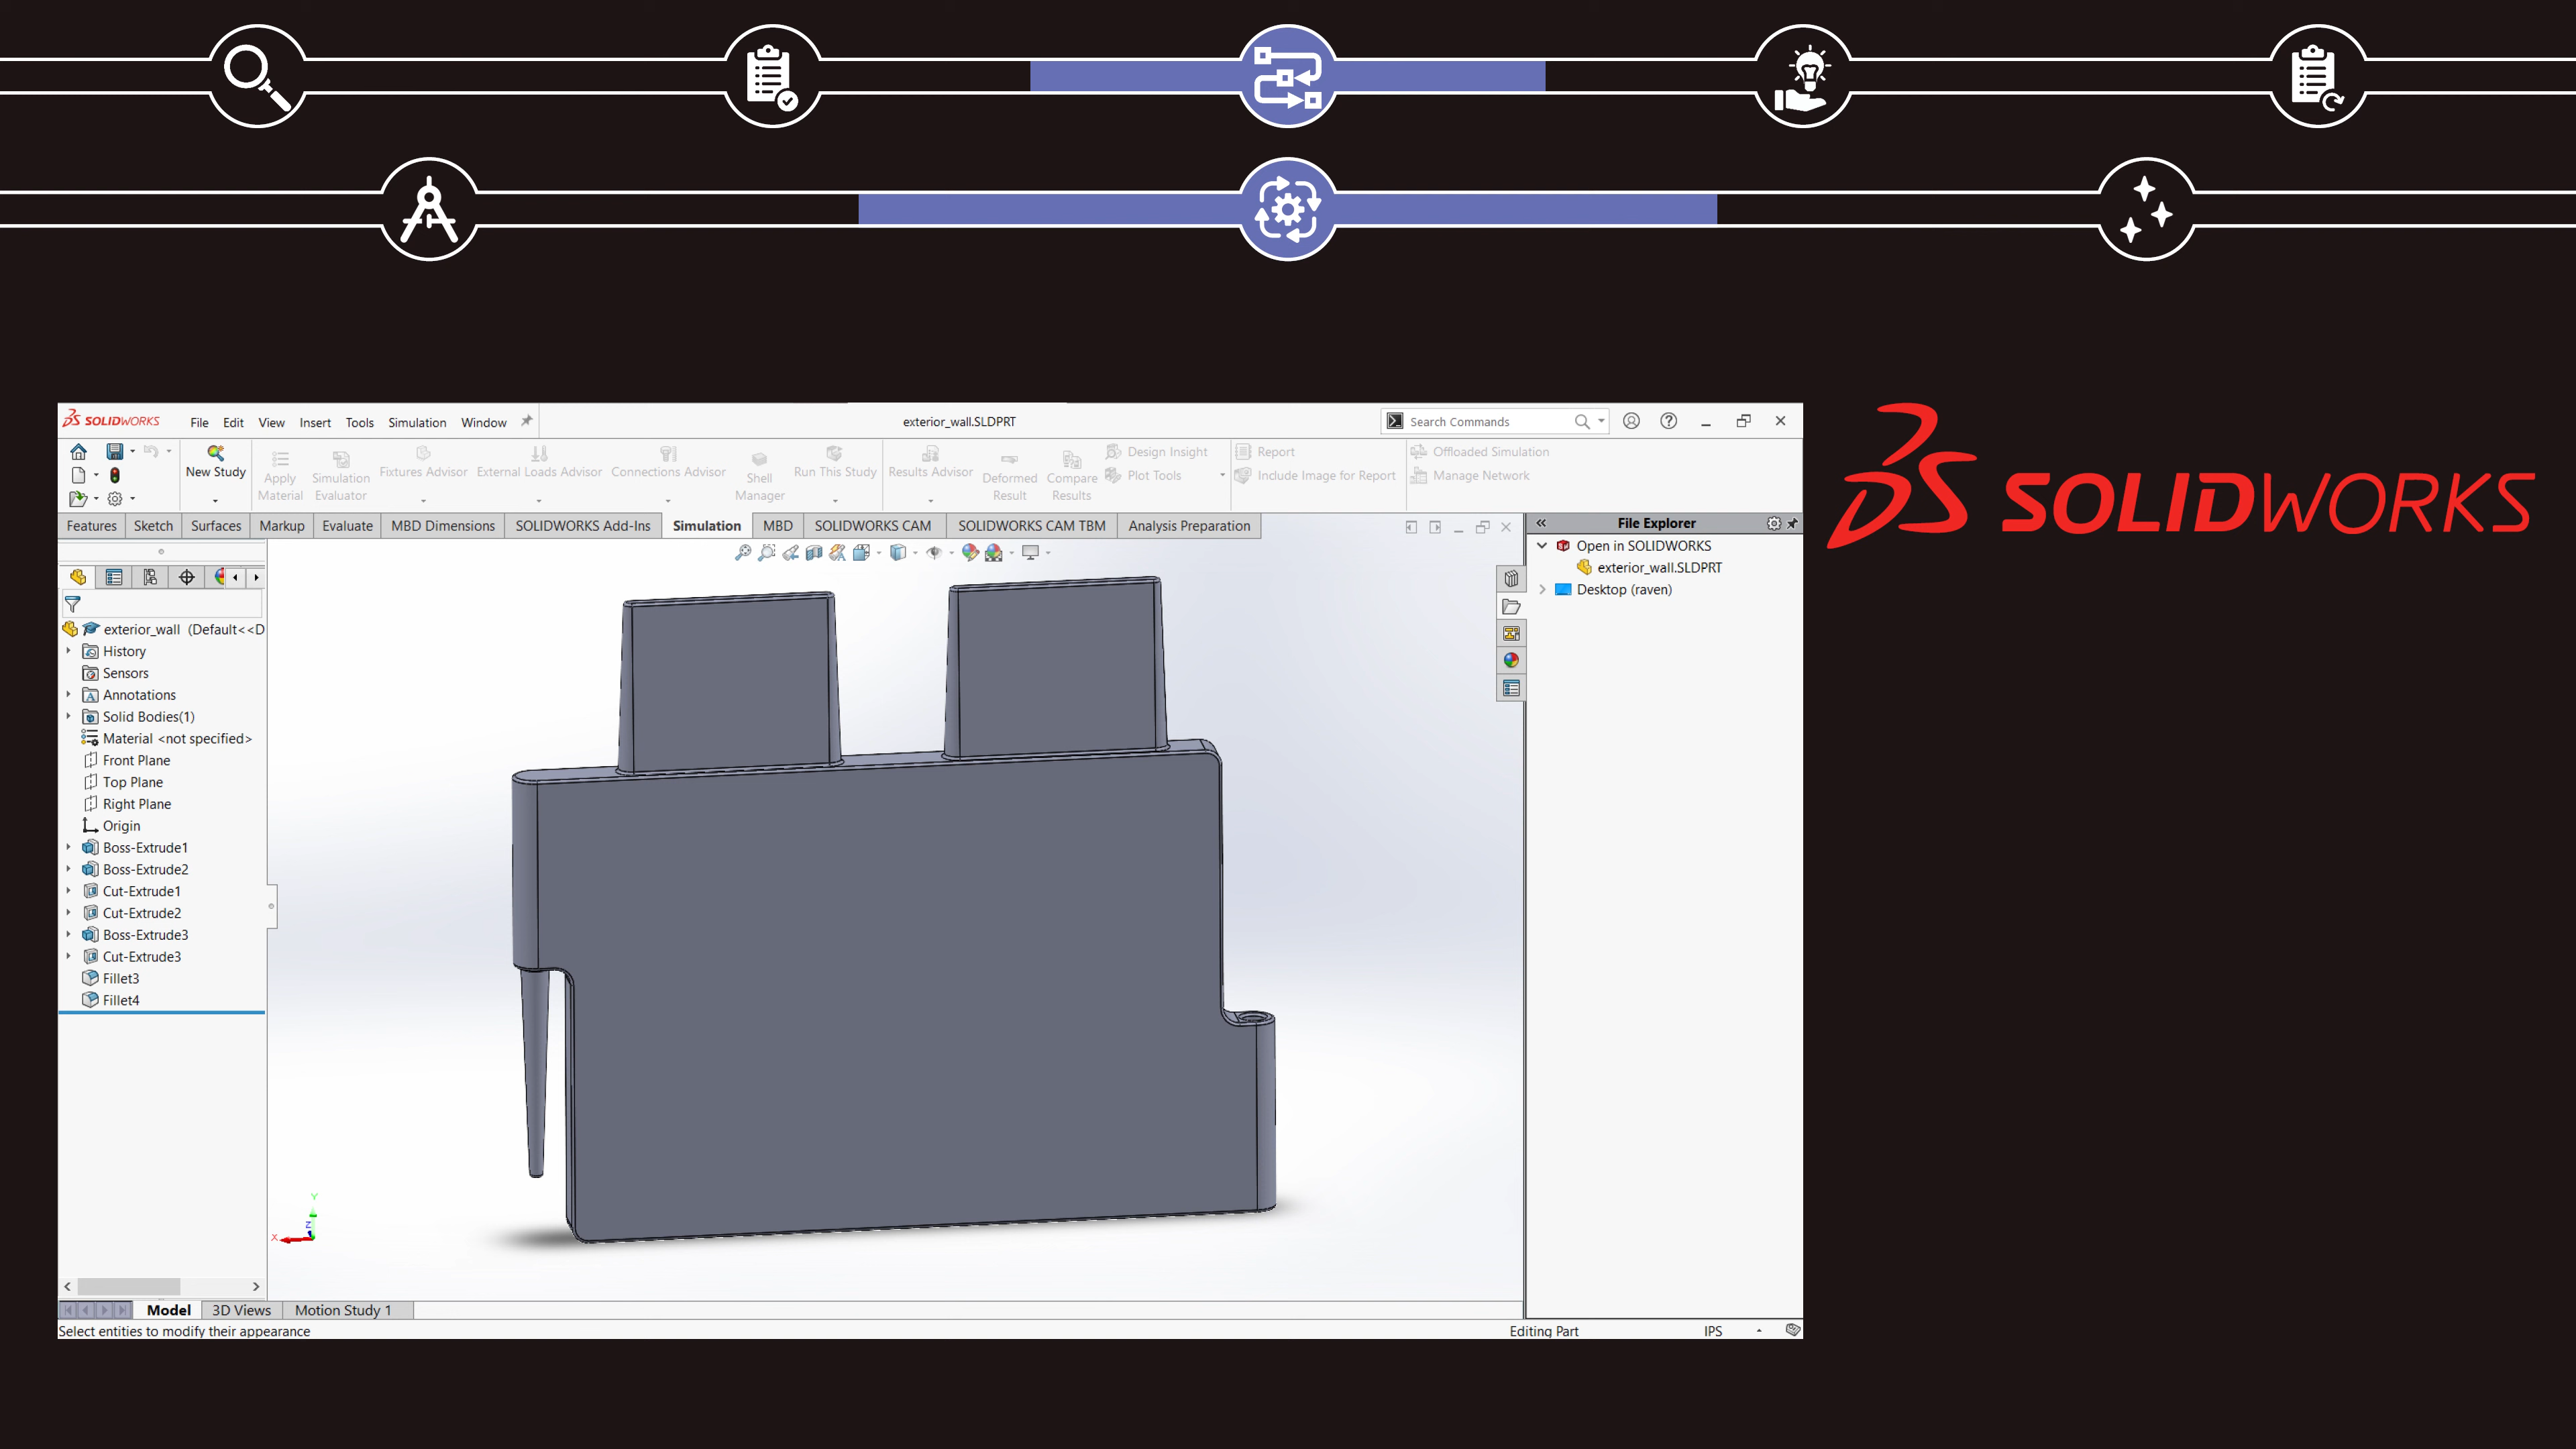 SOLIDWORKS
File Edit View Insert Tools Simulation Window
exterior_wall.SLDPRT
Search Commands
New Study
Apply Material
Simulation Evaluator
Fixtures Advisor
External Loads Advisor
Connections Advisor
Shell Manager
Run This Study
Results Advisor
Deformed Result
Compare Results
Design Insight
Plot Tools
Report
Include Image for Report
Offloaded Simulation
Manage Network
Features Sketch Surfaces Markup Evaluate MBD Dimensions SOLIDWORKS Add-Ins Simulation MBD SOLIDWORKS CAM SOLIDWORKS CAM TBM Analysis Preparation
File Explorer
Open in SOLIDWORKS
exterior_wall.SLDPRT
Desktop (raven)
exterior_wall (Default<<D
History
Sensors
Annotations
Solid Bodies(1)
Material <not specified>
Front Plane
Top Plane
Right Plane
Origin
Boss-Extrude1
Boss-Extrude2
Cut-Extrude1
Cut-Extrude2
Boss-Extrude3
Cut-Extrude3
Fillet3
Fillet4
Y
Z
X
Model 3D Views Motion Study 1
Select entities to modify their appearance
Editing Part
IPS
SOLIDWORKS